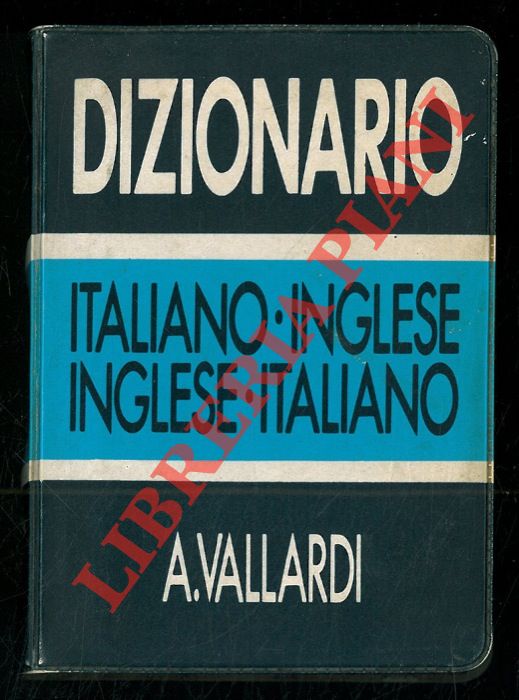 DIZIONARIO
ITALIANO·INGLESE
INGLESE·ITALIANO
A.VALLARDI
LIBRERIA PIANI